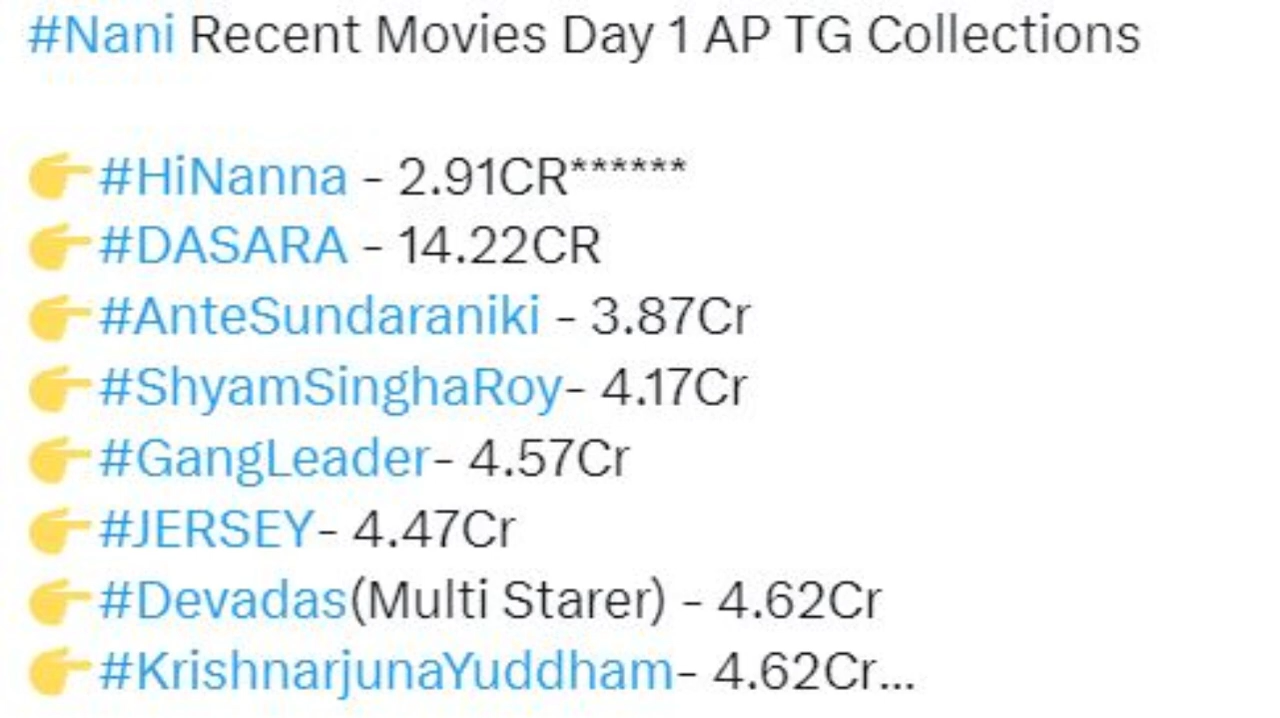 #Nani Recent Movies Day 1 AP TG Collections
👉#HiNanna - 2.91CR******
👉#DASARA - 14.22CR
👉#AnteSundaraniki - 3.87Cr
👉#ShyamSinghaRoy- 4.17Cr
👉#GangLeader- 4.57Cr
👉#JERSEY- 4.47Cr
👉#Devadas(Multi Starer) - 4.62Cr
👉#KrishnarjunaYuddham- 4.62Cr...